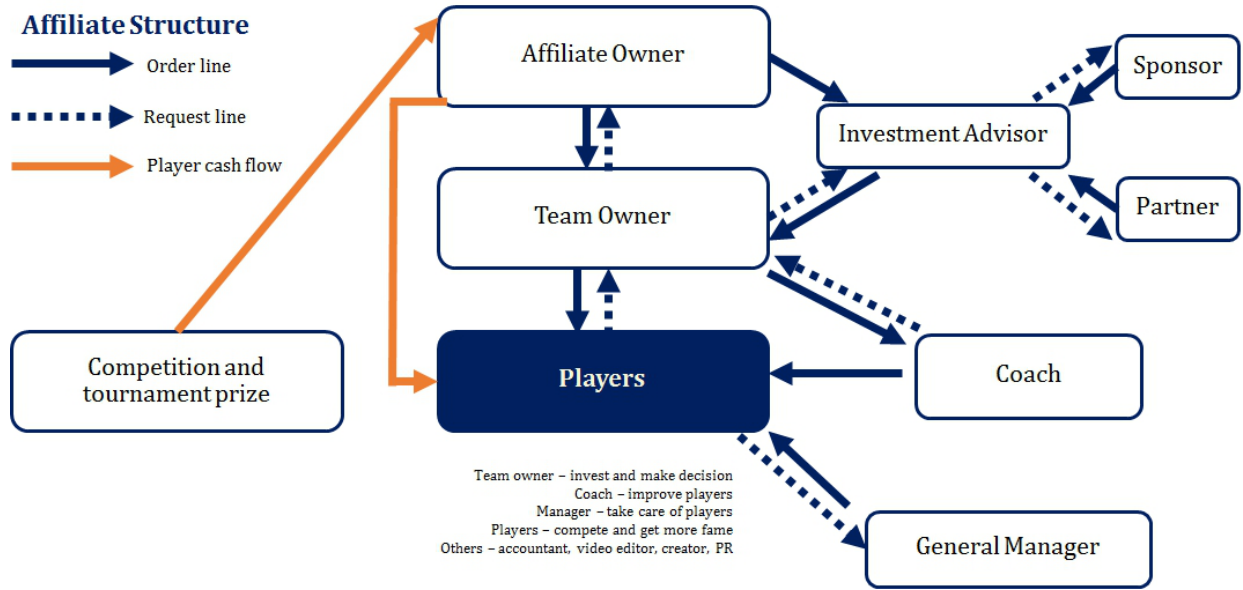 Affiliate Structure
Order line
Request line
Player cash flow
Affiliate Owner
Sponsor
Investment Advisor
Partner
Team Owner
Competition and
tournament prize
Players
Coach
Team owner – invest and make decision
Coach – improve players
Manager – take care of players
Players – compete and get more fame
Others – accountant, video editor, creator, PR
General Manager